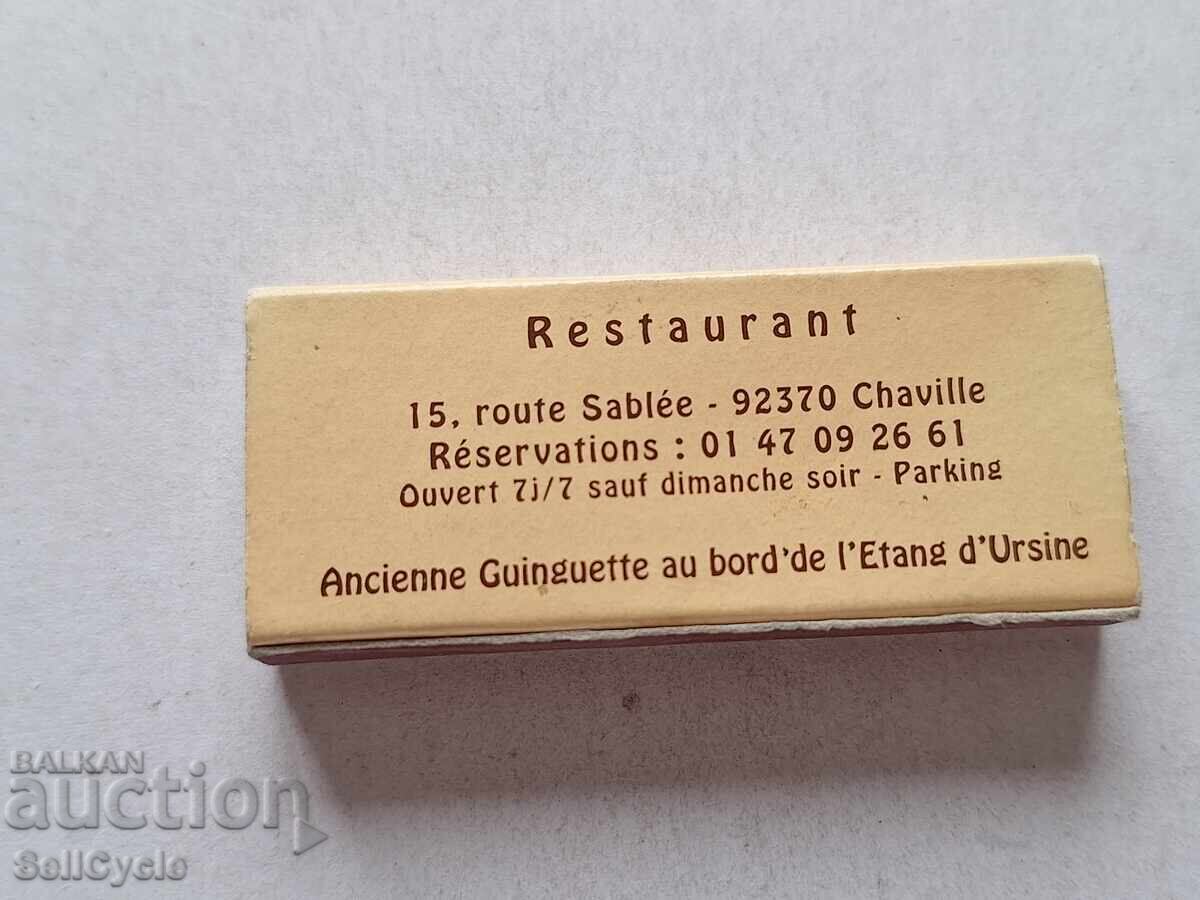 Restaurant
15, route Sablée - 92370 Chaville
Réservations : 01 47 09 26 61
Ouvert 7j/7 sauf dimanche soir - Parking
Ancienne Guinguette au bord de l'Etang d'Ursine
BALKAN
auction
SellCycle